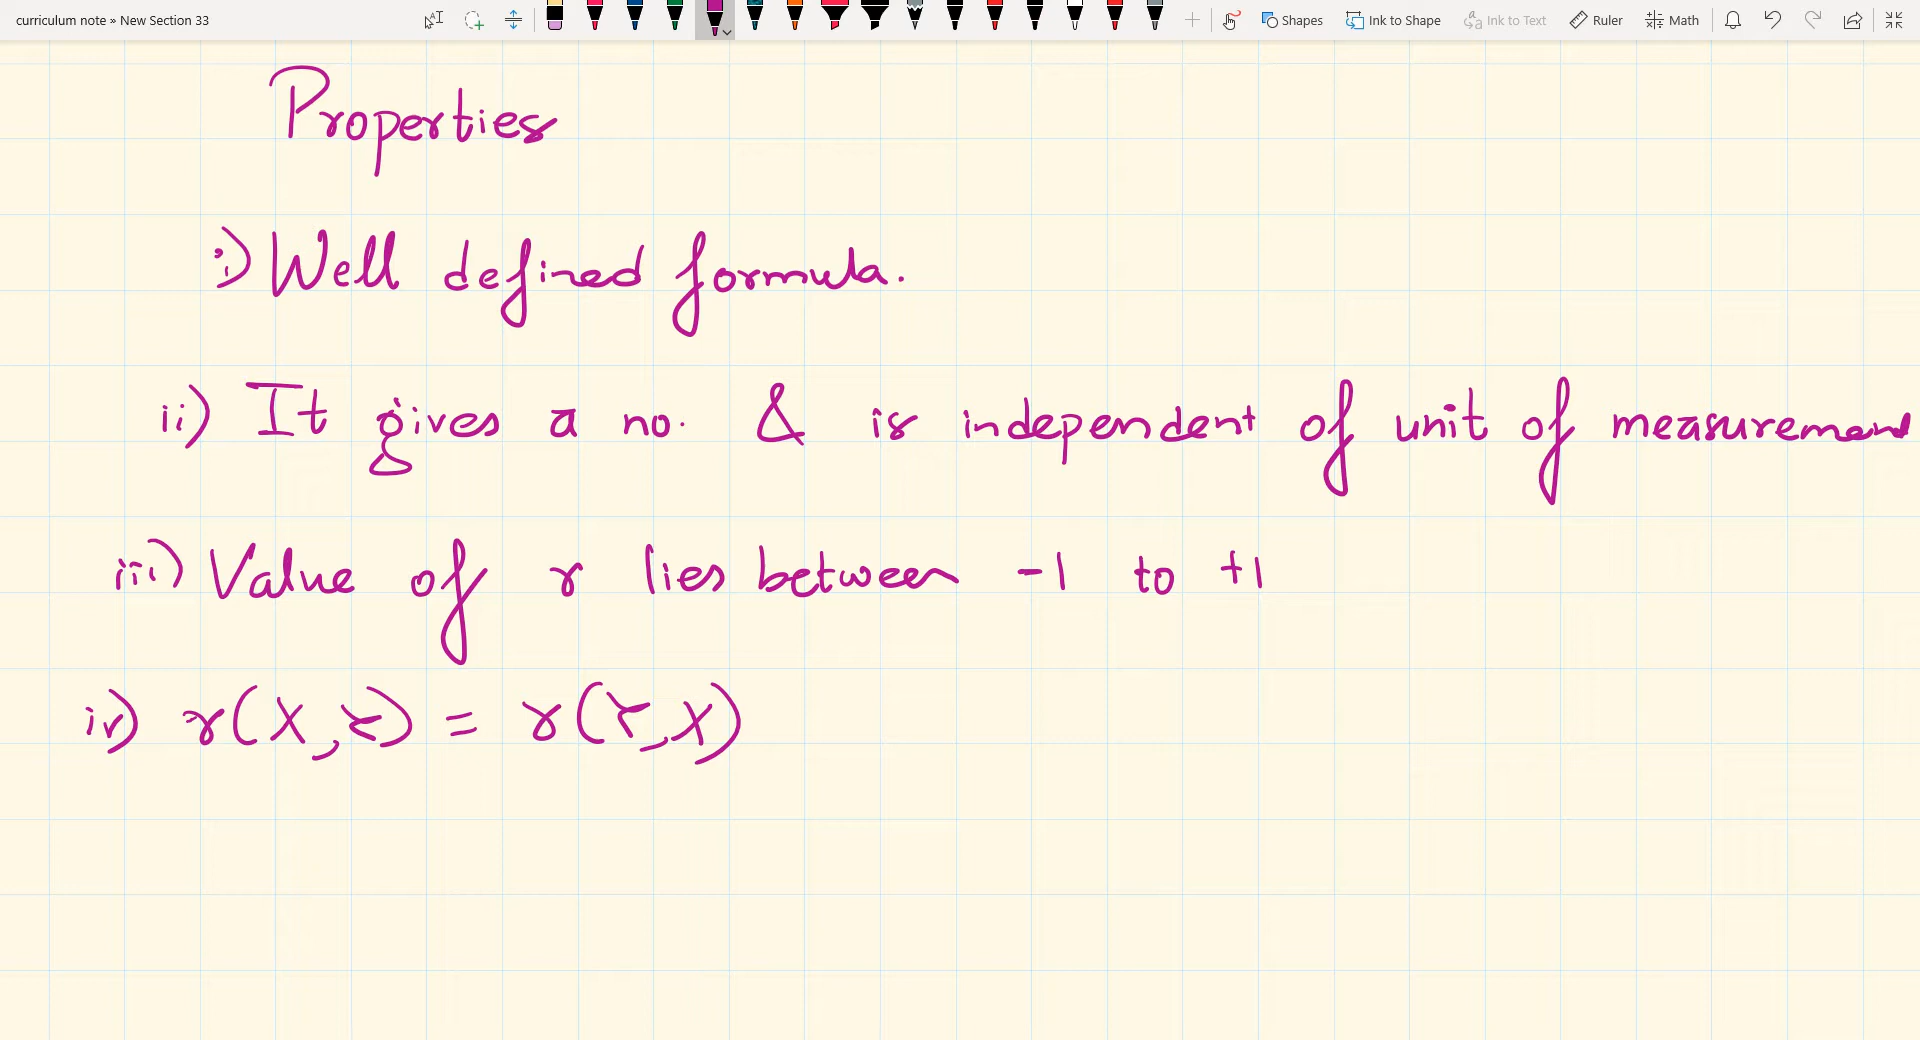 curriculum note » New Section 33
Shapes Ink to Shape Ink to Text Ruler Math
Properties
i) Well defined formula.
ii) It gives a no. & is independent of unit of measurement
iii) Value of r lies between -1 to +1
iv) r(X,Y) = r(Y,X)